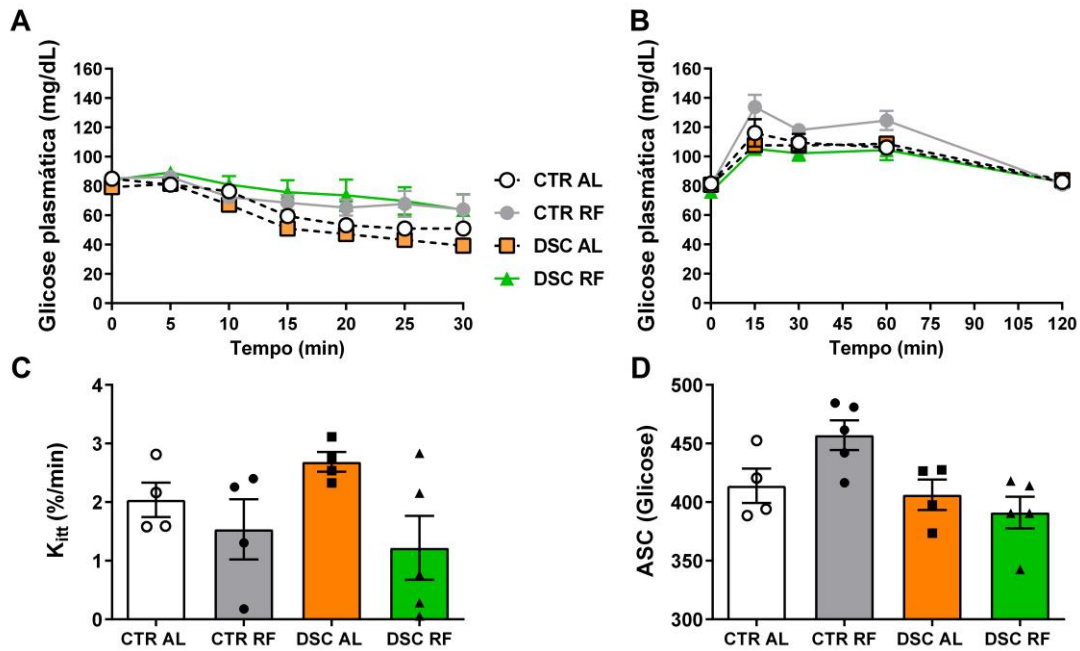 A
Glicose plasmática (mg/dL)
160
140
120
100
80
60
40
20
0
0 5 10 15 20 25 30
Tempo (min)
CTR AL
CTR RF
DSC AL
DSC RF
B
Glicose plasmática (mg/dL)
160
140
120
100
80
60
40
20
0
0 15 30 45 60 75 90 105 120
Tempo (min)
C
Kitt (%/min)
4
3
2
1
0
CTR AL CTR RF DSC AL DSC RF
D
ASC (Glicose)
500
450
400
350
300
CTR AL CTR RF DSC AL DSC RF